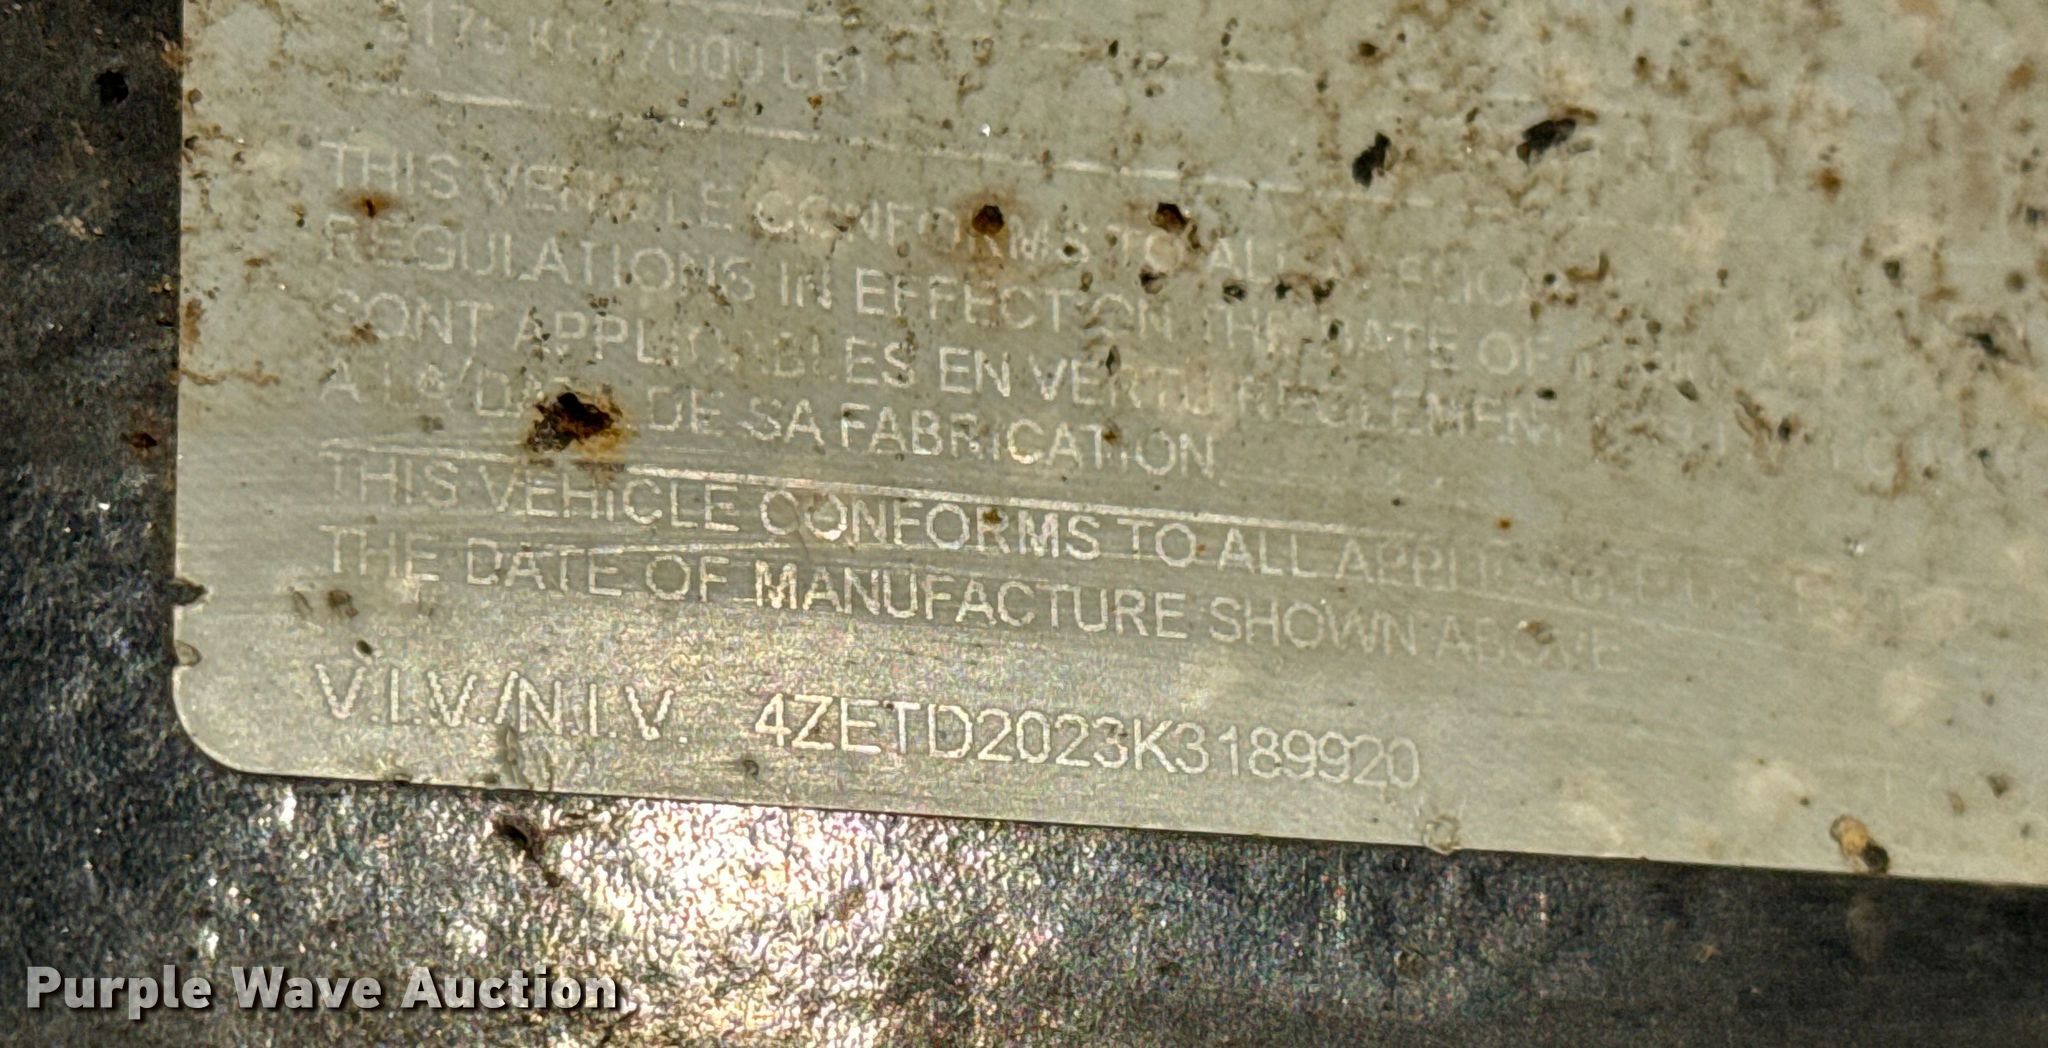 3175 KG 7000 LB
THIS VEHICLE CONFORMS TO ALL
REGULATIONS IN EFFECT ON THE DATE OF
SONT APPLICABLES EN VERTU REGLEMENT
A LA DATE DE SA FABRICATION
THIS VEHICLE CONFORMS TO ALL APPLICABLE
THE DATE OF MANUFACTURE SHOWN ABOVE
V.I.V./N.I.V. 4ZETD2023K3189920
Purple Wave Auction